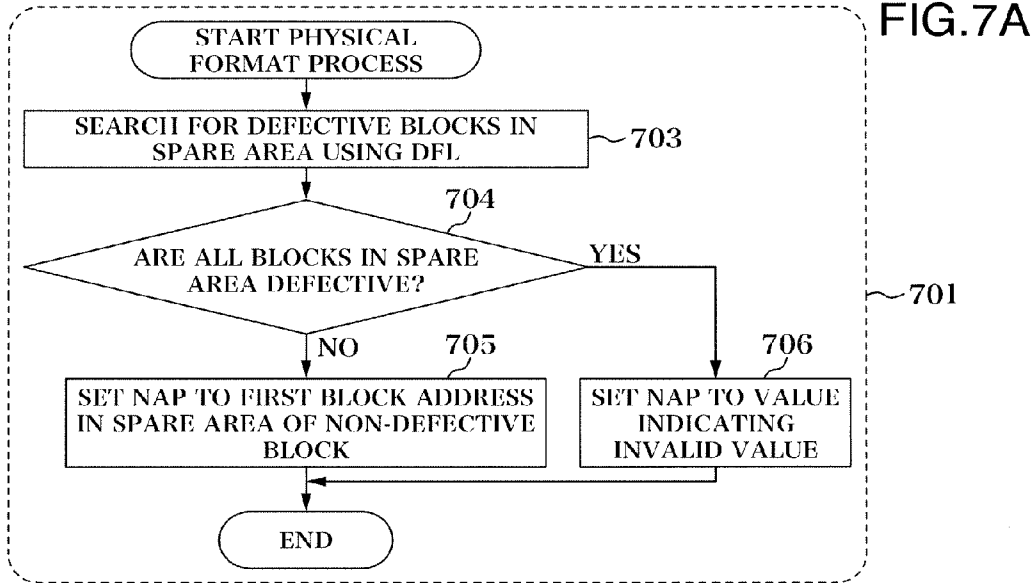 FIG.7A
START PHYSICAL
FORMAT PROCESS
SEARCH FOR DEFECTIVE BLOCKS IN
SPARE AREA USING DFL
703
704
ARE ALL BLOCKS IN SPARE
AREA DEFECTIVE?
YES
701
NO
705
706
SET NAP TO FIRST BLOCK ADDRESS
IN SPARE AREA OF NON-DEFECTIVE
BLOCK
SET NAP TO VALUE
INDICATING
INVALID VALUE
END